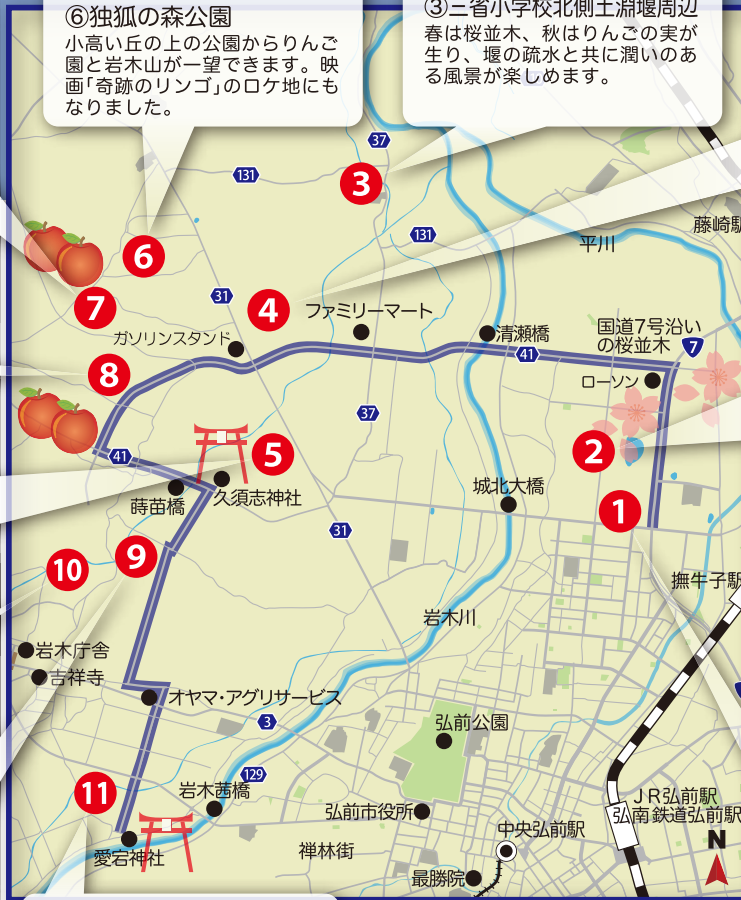 ⑥独狐の森公園
小高い丘の上の公園からりんご
園と岩木山が一望できます。映
画「奇跡のリンゴ」のロケ地にも
なりました。
③三省小学校北側土淵堰周辺
春は桜並木、秋はりんごの実が
生り、堰の疏水と共に潤いのあ
る風景が楽しめます。
37
131
3
131
藤崎駅
平川
6
7
31
4
ファミリーマート
ガソリンスタンド
清瀬橋
国道7号沿い
の桜並木
7
41
ローソン
8
37
2
41
5
蒔苗橋
久須志神社
城北大橋
1
31
9
10
撫牛子駅
岩木川
岩木庁舎
吉祥寺
オヤマ・アグリサービス
3
弘前公園
129
11
岩木茜橋
弘前市役所
JR弘前駅
弘南鉄道弘前駅
中央弘前駅
N
愛宕神社
禅林街
最勝院